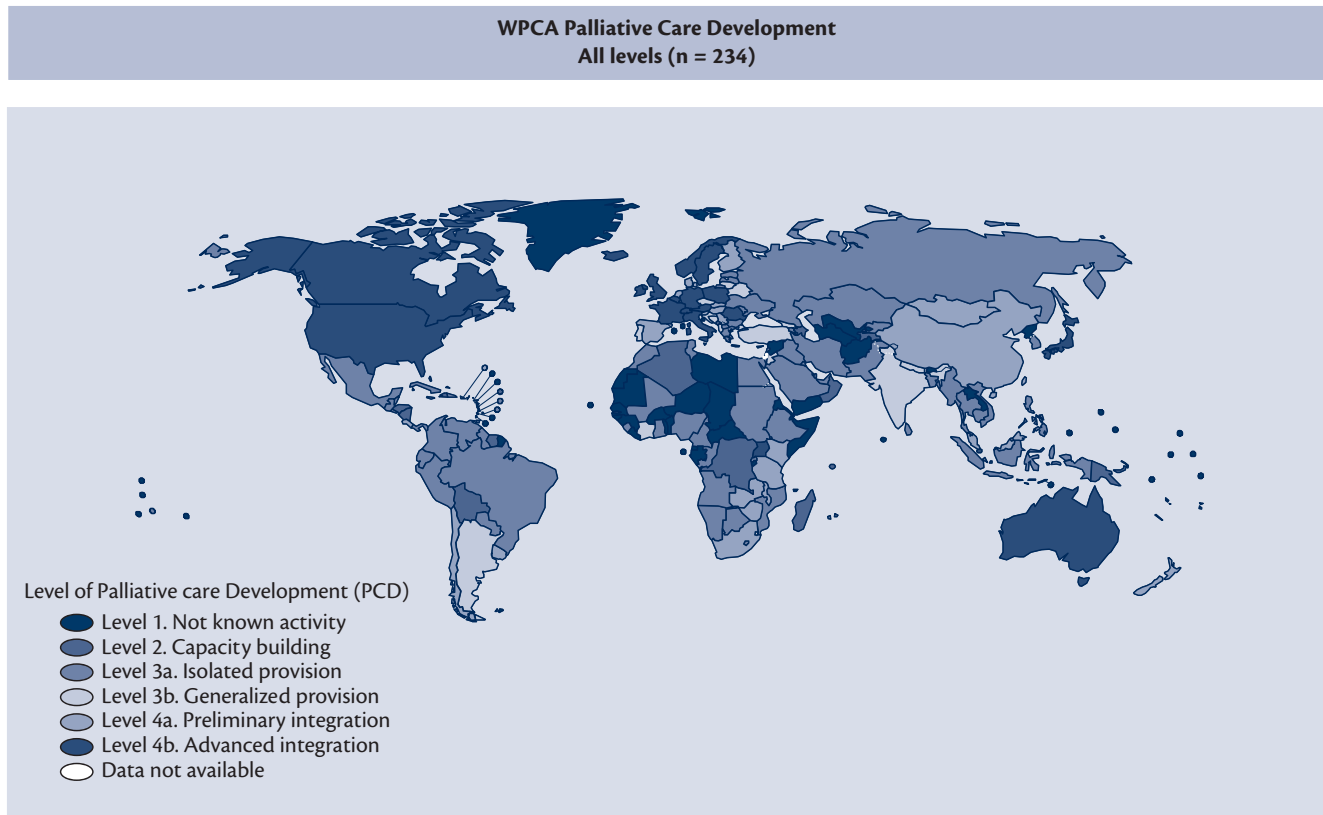 WPCA Palliative Care Development
All levels (n = 234)
Level of Palliative care Development (PCD)
Level 1. Not known activity
Level 2. Capacity building
Level 3a. Isolated provision
Level 3b. Generalized provision
Level 4a. Preliminary integration
Level 4b. Advanced integration
Data not available